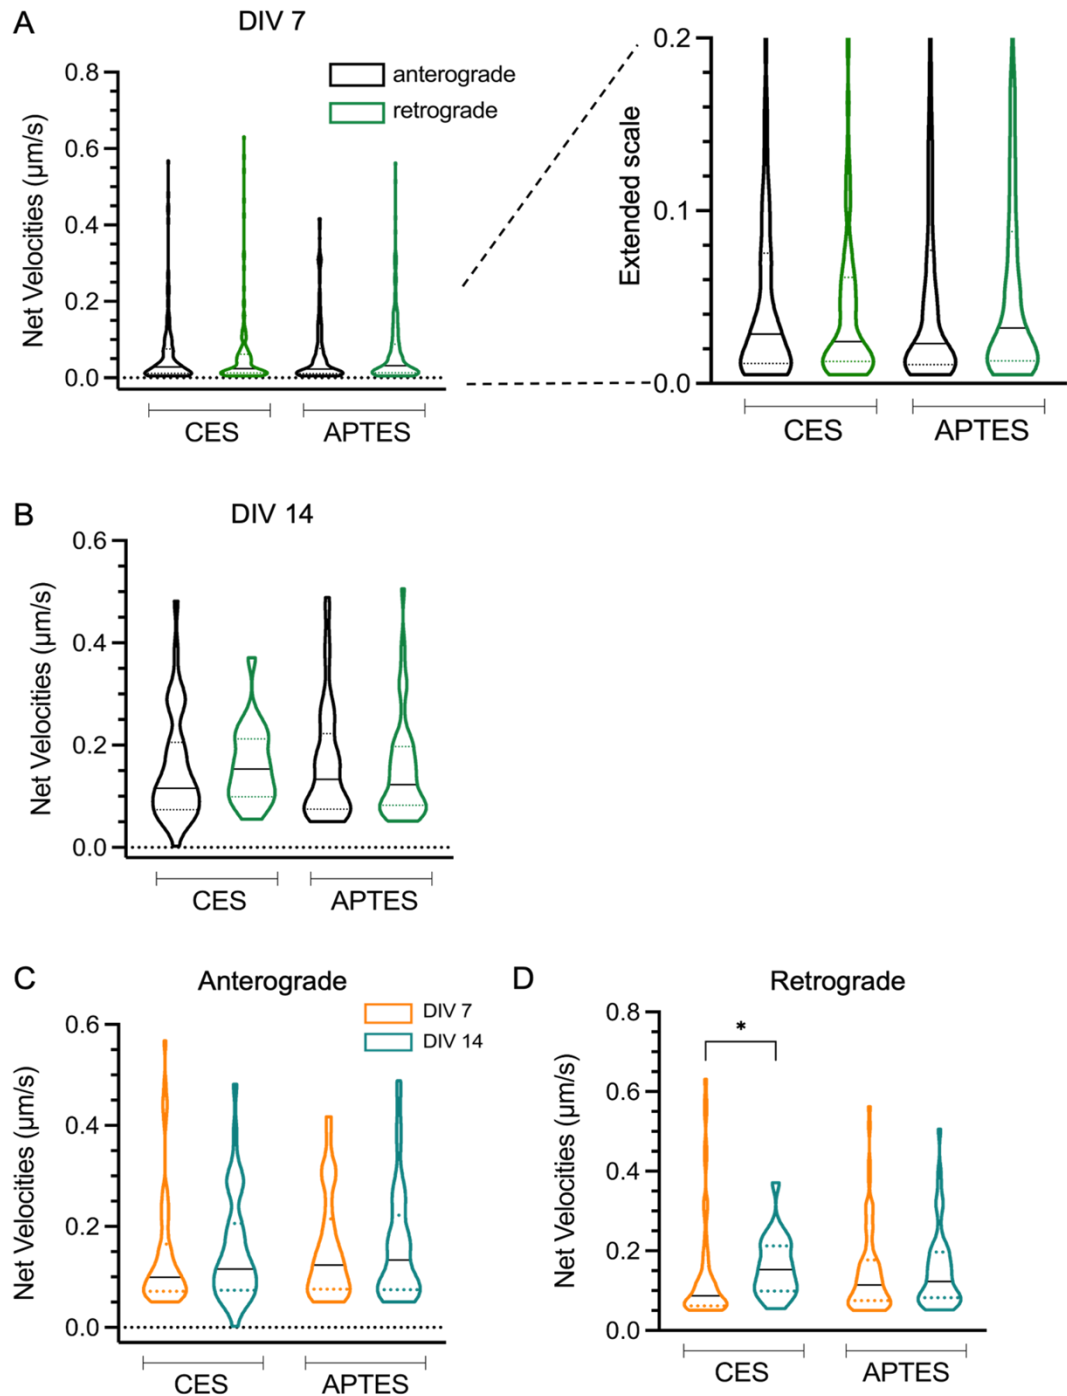 A
DIV 7
Net Velocities (μm/s)
0.8
0.6
0.4
0.2
0.0
anterograde
retrograde
CES
APTES
Extended scale
0.2
0.1
0.0
CES
APTES
B
DIV 14
Net Velocities (μm/s)
0.6
0.4
0.2
0.0
CES
APTES
C
Anterograde
DIV 7
DIV 14
Net Velocities (μm/s)
0.6
0.4
0.2
0.0
CES
APTES
D
Retrograde
Net Velocities (μm/s)
0.8
0.6
0.4
0.2
0.0
*
CES
APTES